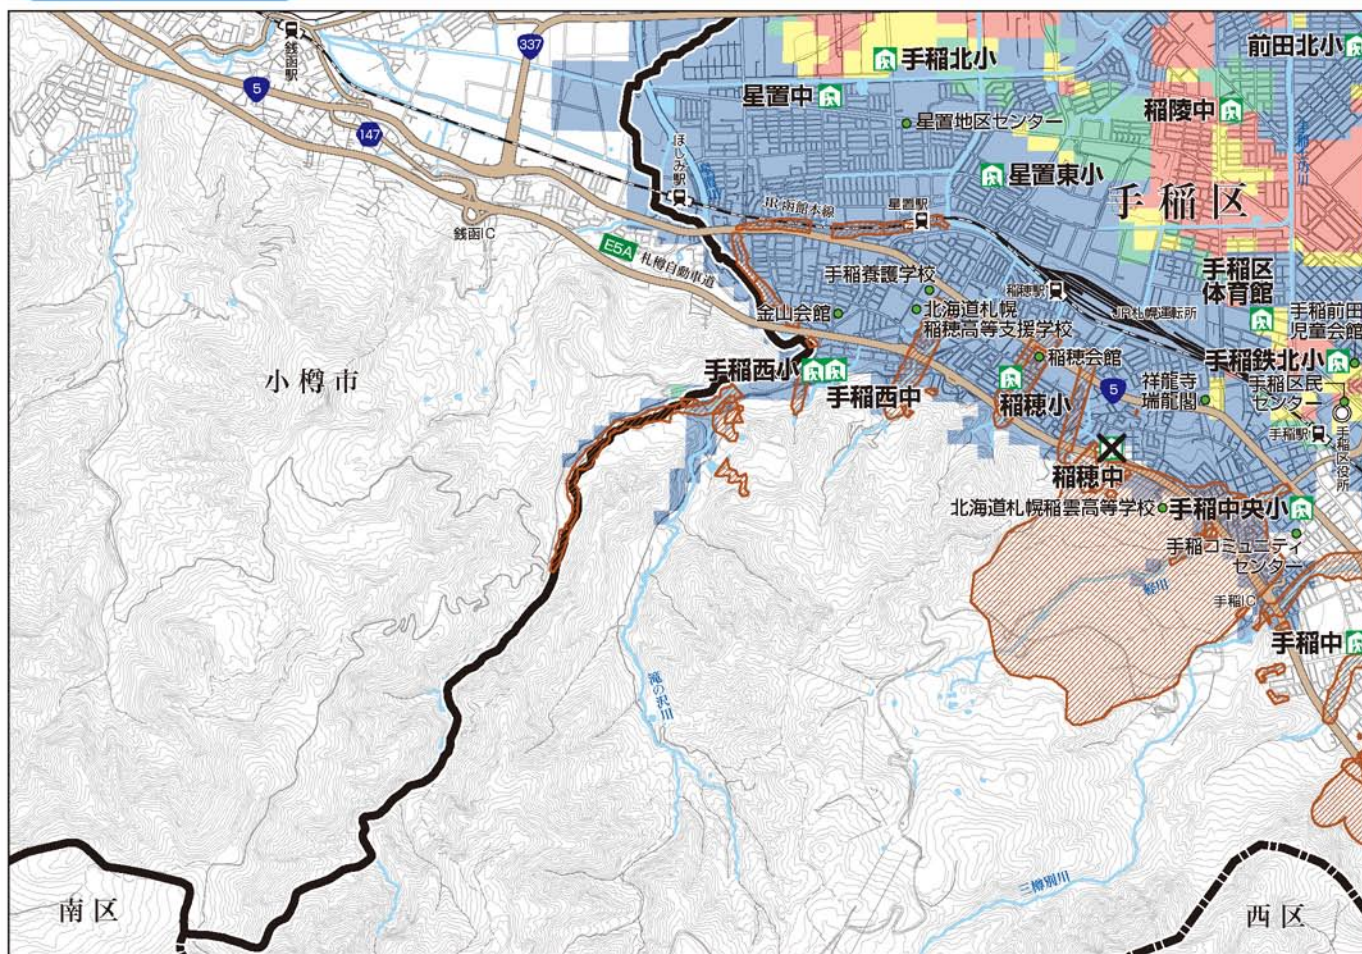 銭函駅
337
5
147
手稲北小
前田北小
星置中
稲陵中
星置地区センター
ほしみ駅
星置東小
手稲区
JR函館本線
星置駅
銭函IC
E5A
札樽自動車道
手稲養護学校
手稲区
体育館
稲穂駅
金山会館
北海道札幌
稲穂高等支援学校
JR札幌運転所
手稲前田
児童会館
稲穂会館
手稲鉄北小
小樽市
手稲西小
手稲西中
稲穂小
5
祥龍寺
瑞龍閣
手稲区民
センター
手稲駅
手稲区役所
稲穂中
北海道札幌稲雲高等学校
手稲中央小
手稲コミュニティ
センター
軽川
手稲IC
手稲中
滝の沢川
三樽別川
南区
西区